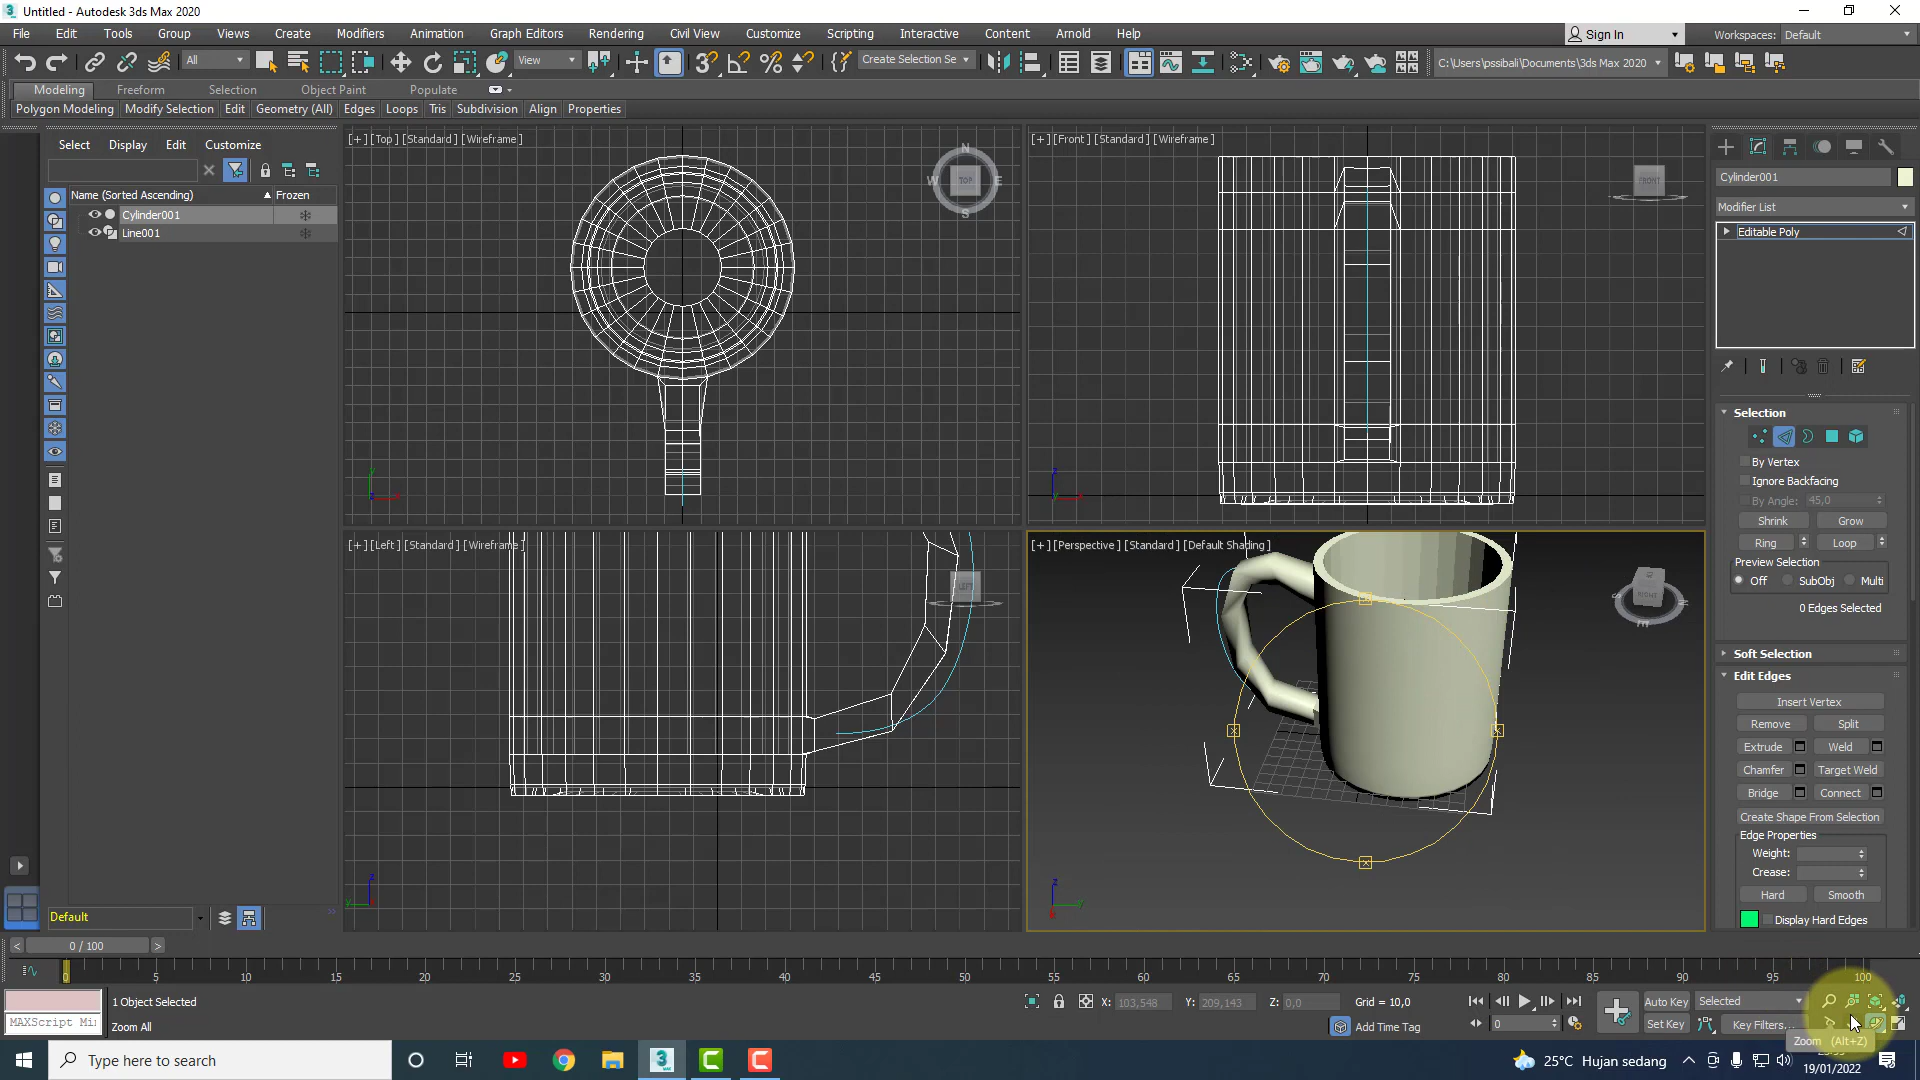 Untitled - Autodesk 3ds Max 2020
File Edit Tools Group Views Create Modifiers Animation Graph Editors Rendering Civil View Customize Scripting Interactive Content Arnold Help
Sign In
Workspaces: Default
All
View
Create Selection Se
C:\Users\pssibali\Documents\3ds Max 2020
Modeling Freeform Selection Object Paint Populate
Polygon Modeling Modify Selection Edit Geometry (All) Edges Loops Tris Subdivision Align Properties
Select Display Edit Customize
Name (Sorted Ascending) Frozen
Cylinder001
Line001
[+] [Top] [Standard] [Wireframe]
N
W TOP E
S
[+] [Front] [Standard] [Wireframe]
FRONT
[+] [Left] [Standard] [Wireframe]
LEFT
[+] [Perspective] [Standard] [Default Shading]
RIGHT
Cylinder001
Modifier List
Editable Poly
Selection
By Vertex
Ignore Backfacing
By Angle: 45,0
Shrink Grow
Ring Loop
Preview Selection
Off SubObj Multi
0 Edges Selected
Soft Selection
Edit Edges
Insert Vertex
Remove Split
Extrude Weld
Chamfer Target Weld
Bridge Connect
Create Shape From Selection
Edge Properties
Weight:
Crease:
Hard Smooth
Display Hard Edges
Default
0 / 100
0 5 10 15 20 25 30 35 40 45 50 55 60 65 70 75 80 85 90 95 100
MAXScript Mi
1 Object Selected
Zoom All
X: 103,548 Y: 209,143 Z: 0,0 Grid = 10,0
Add Time Tag
0
Auto Key Selected
Set Key Key Filters...
Zoom (Alt+Z)
Type here to search
25°C Hujan sedang
19/01/2022